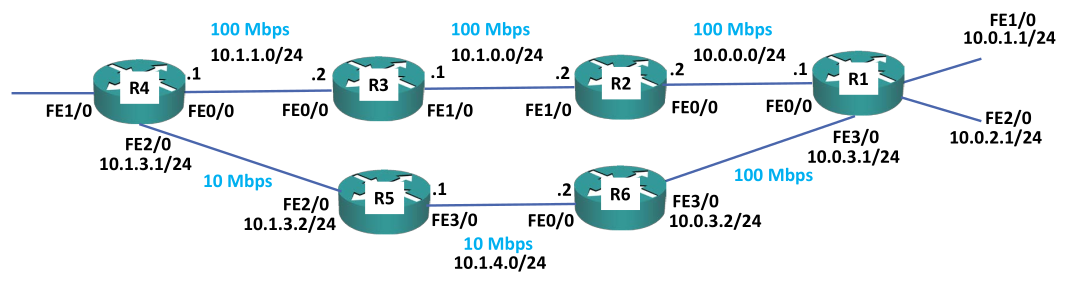 FE1/0
10.0.1.1/24
100 Mbps
10.1.1.0/24
100 Mbps
10.1.0.0/24
100 Mbps
10.0.0.0/24
R4
.1
.2
R3
.1
.2
R2
.2
.1
R1
FE1/0
FE0/0
FE0/0
FE1/0
FE1/0
FE0/0
FE0/0
FE2/0
10.0.2.1/24
FE2/0
10.1.3.1/24
FE3/0
10.0.3.1/24
10 Mbps
100 Mbps
FE2/0
10.1.3.2/24
R5
.1
FE3/0
.2
FE0/0
R6
FE3/0
10.0.3.2/24
10 Mbps
10.1.4.0/24